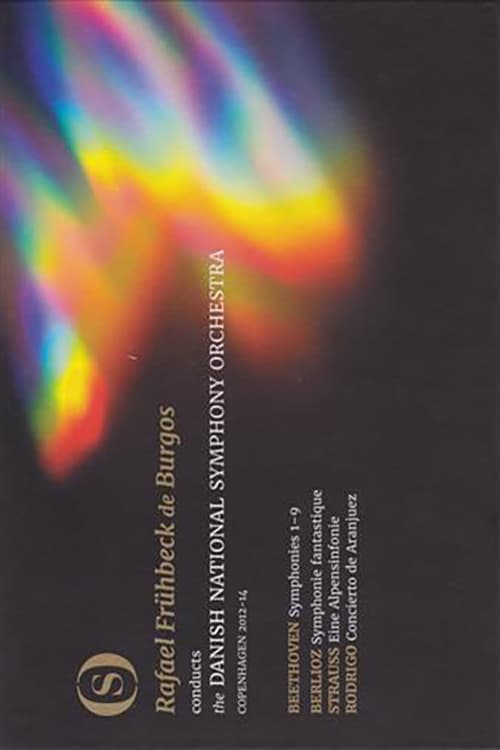 S
Rafael Frühbeck de Burgos
conducts
the DANISH NATIONAL SYMPHONY ORCHESTRA
COPENHAGEN 2012-14
BEETHOVEN Symphonies 1-9
BERLIOZ Symphonie fantastique
STRAUSS Eine Alpensinfonie
RODRIGO Concierto de Aranjuez